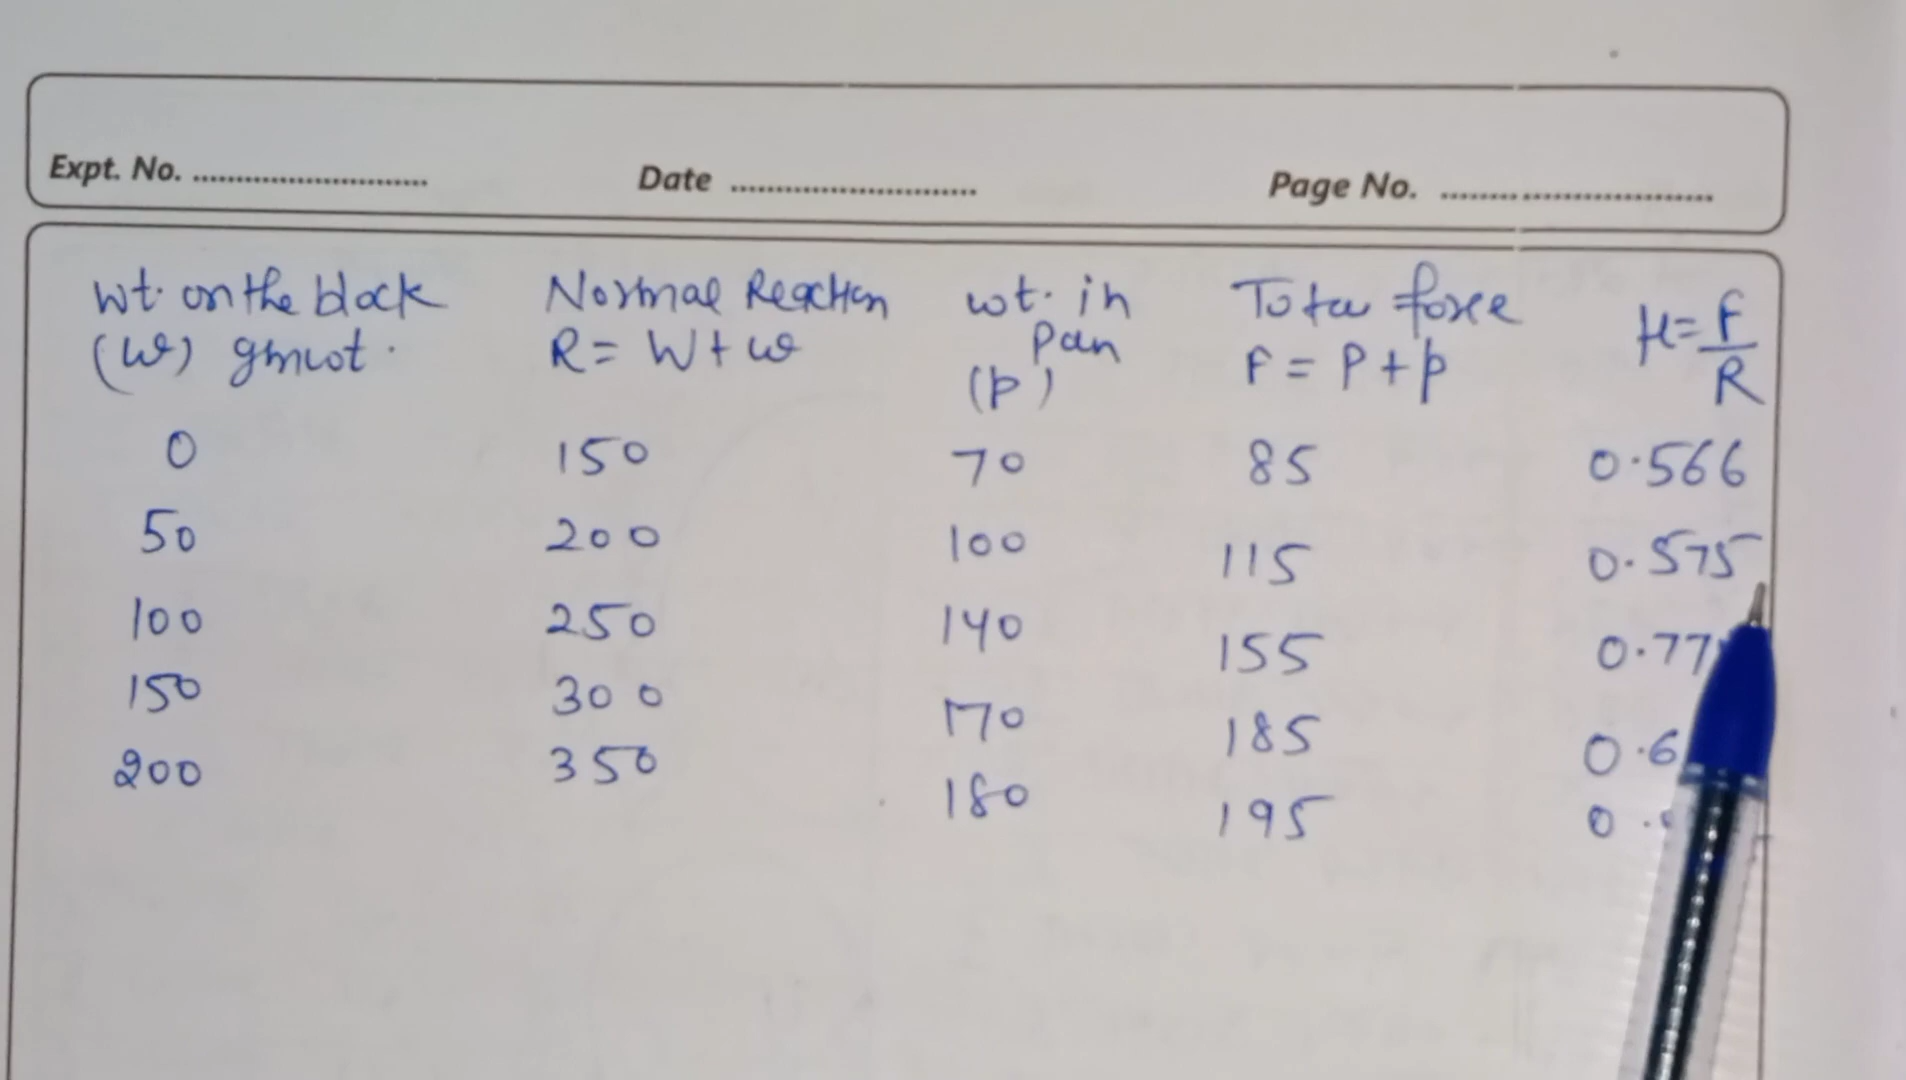 Expt. No. ............................ Date ............................ Page No. ............................
wt. on the block Normal Reaction wt. in Total force μ=F/R
(w) gmwt. R = W + w Pan F = P + p
(p)
0 150 70 85 0.566
50 200 100 115 0.575
100 250 140 155 0.77
150 300 170 185 0.6
200 350 180 195 0.